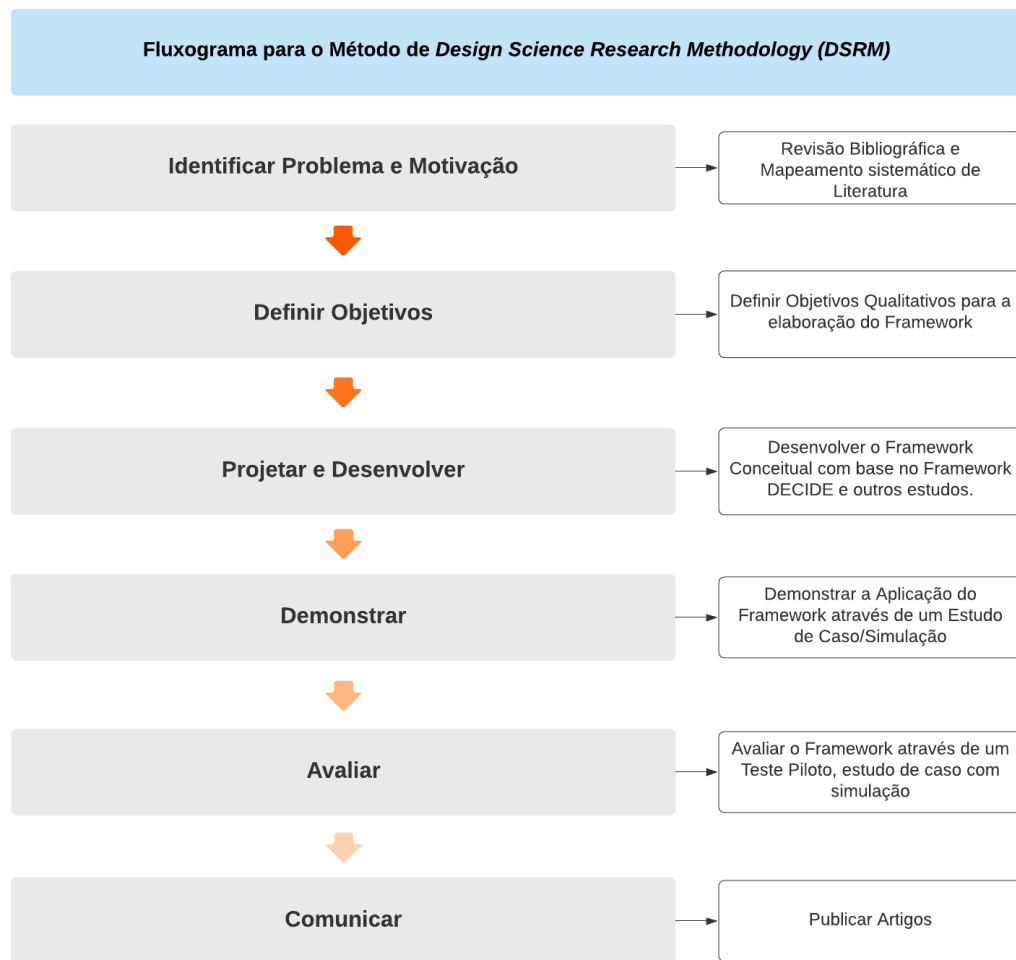 Fluxograma para o Método de Design Science Research Methodology (DSRM)
Identificar Problema e Motivação
Revisão Bibliográfica e
Mapeamento sistemático de
Literatura
Definir Objetivos
Definir Objetivos Qualitativos para a
elaboração do Framework
Projetar e Desenvolver
Desenvolver o Framework
Conceitual com base no Framework
DECIDE e outros estudos.
Demonstrar
Demonstrar a Aplicação do
Framework através de um Estudo
de Caso/Simulação
Avaliar
Avaliar o Framework através de um
Teste Piloto, estudo de caso com
simulação
Comunicar
Publicar Artigos